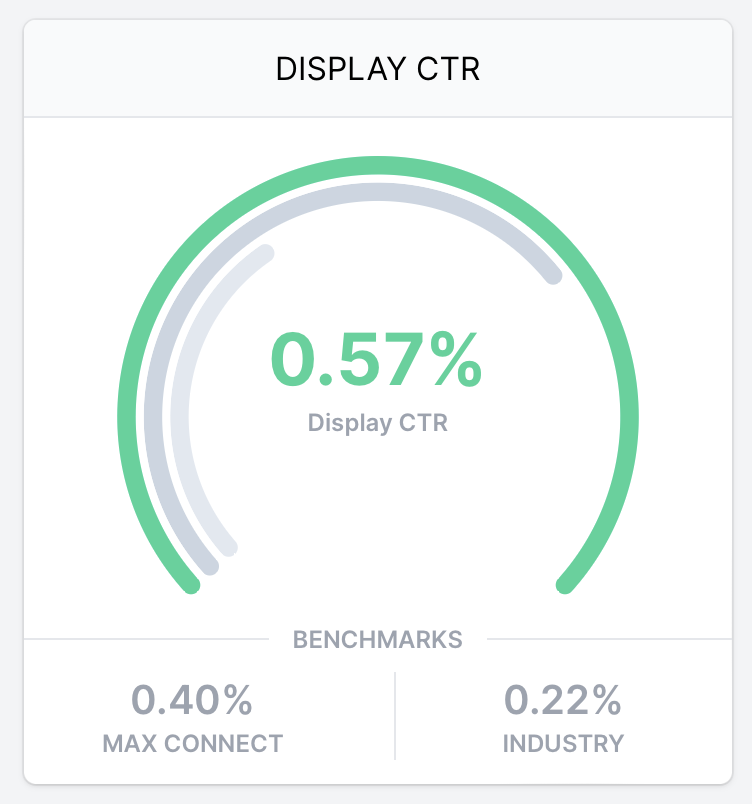 DISPLAY CTR
0.57%
Display CTR
BENCHMARKS
0.40%
MAX CONNECT
0.22%
INDUSTRY